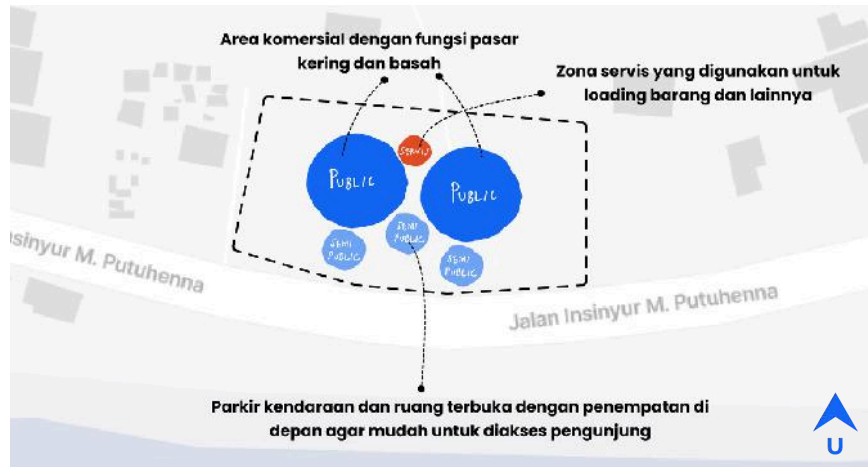 Area komersial dengan fungsi pasar
kering dan basah
Zona servis yang digunakan untuk
loading barang dan lainnya
SERVIS
PUBLIC
PUBLIC
SEMI
PUBLIC
SEMI
PUBLIC
SEMI
PUBLIC
nsinyur M. Putuhenna
Jalan Insinyur M. Putuhenna
Parkir kendaraan dan ruang terbuka dengan penempatan di
depan agar mudah untuk diakses pengunjung
U